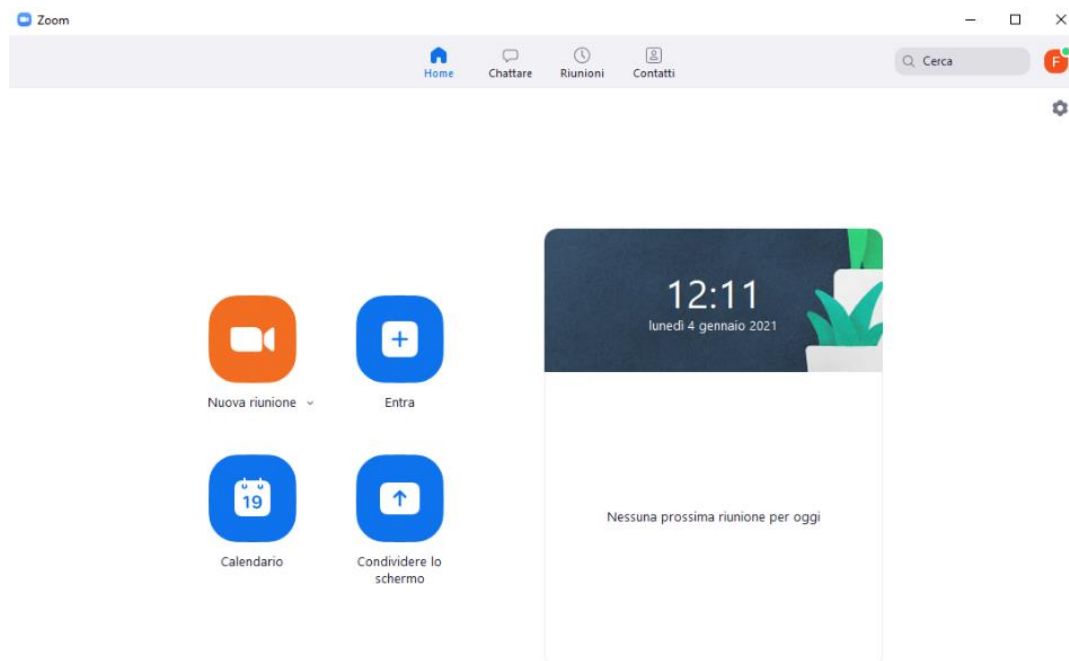 Zoom
Home
Chattare
Riunioni
Contatti
Cerca
F
12:11
lunedì 4 gennaio 2021
Nuova riunione
Entra
19
Calendario
Condividere lo
schermo
Nessuna prossima riunione per oggi